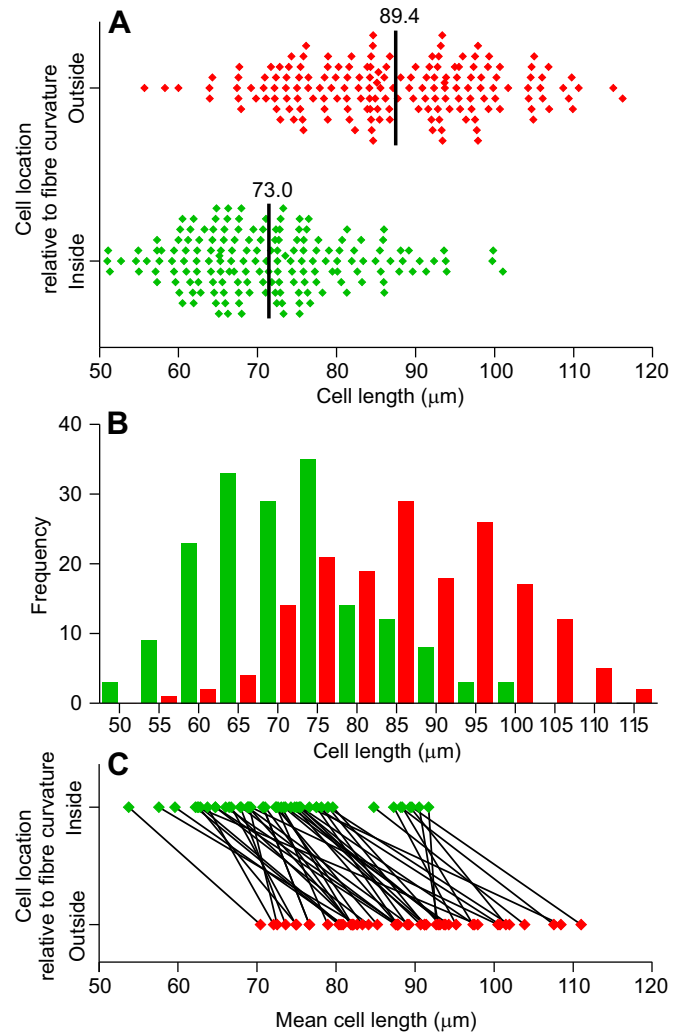 A
89.4
Outside
73.0
Inside
Cell location
relative to fibre curvature
50 60 70 80 90 100 110 120
Cell length (μm)
B
40
30
20
10
0
Frequency
50 55 60 65 70 75 80 85 90 95 100 105 110 115
Cell length (μm)
C
Inside
Outside
Cell location
relative to fibre curvature
50 60 70 80 90 100 110 120
Mean cell length (μm)